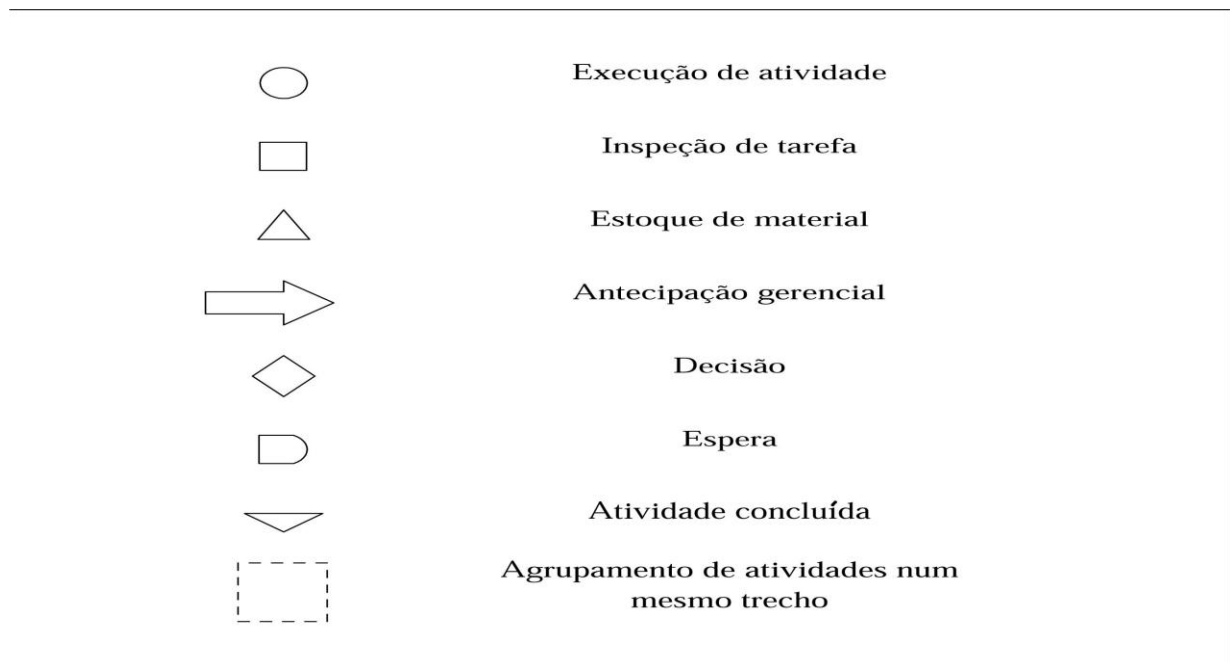 Execução de atividade
Inspeção de tarefa
Estoque de material
Antecipação gerencial
Decisão
Espera
Atividade concluída
Agrupamento de atividades num
mesmo trecho